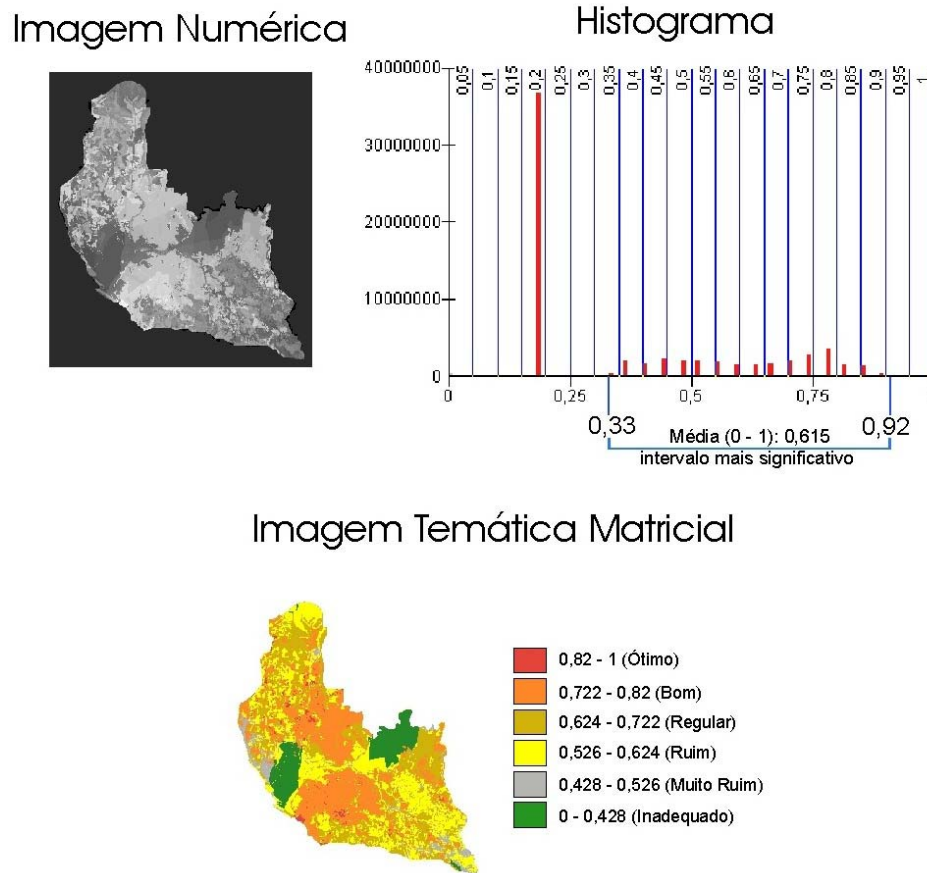 Imagem Numérica
Histograma
40000000
30000000
20000000
10000000
0
0,05
0,1
0,15
0,2
0,25
0,3
0,35
0,4
0,45
0,5
0,55
0,6
0,65
0,7
0,75
0,8
0,85
0,9
0,95
1
0
0,25
0,5
0,75
0,33
0,92
Média (0 - 1): 0,615
intervalo mais significativo
Imagem Temática Matricial
0,82 - 1 (Ótimo)
0,722 - 0,82 (Bom)
0,624 - 0,722 (Regular)
0,526 - 0,624 (Ruim)
0,428 - 0,526 (Muito Ruim)
0 - 0,428 (Inadequado)